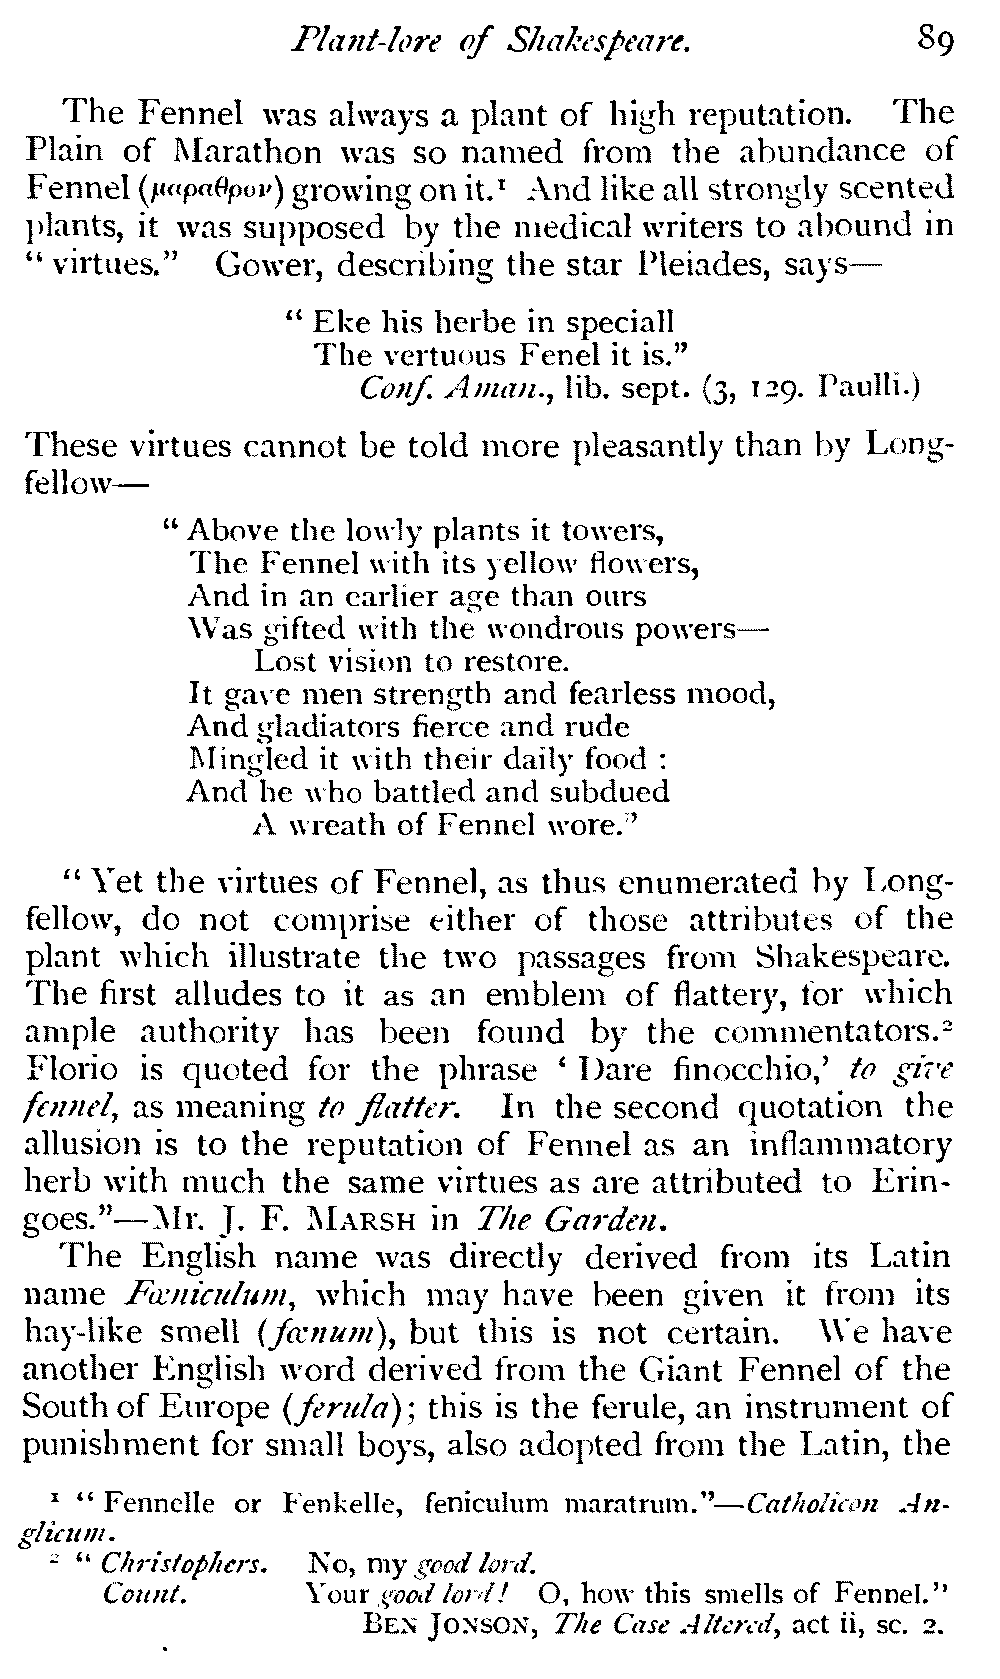 Plant-lore of Shakespeare. 89
The Fennel was always a plant of high reputation. The
Plain of Marathon was so named from the abundance of
Fennel (μαραθρον) growing on it.¹ And like all strongly scented
plants, it was supposed by the medical writers to abound in
“ virtues.” Gower, describing the star Pleiades, says—
“ Eke his herbe in speciall
The vertuous Fenel it is.”
Conf. Aman., lib. sept. (3, 129. Paulli.)
These virtues cannot be told more pleasantly than by Long-
fellow—
“ Above the lowly plants it towers,
The Fennel with its yellow flowers,
And in an earlier age than ours
Was gifted with the wondrous powers—
Lost vision to restore.
It gave men strength and fearless mood,
And gladiators fierce and rude
Mingled it with their daily food :
And he who battled and subdued
A wreath of Fennel wore.”
“ Yet the virtues of Fennel, as thus enumerated by Long-
fellow, do not comprise either of those attributes of the
plant which illustrate the two passages from Shakespeare.
The first alludes to it as an emblem of flattery, for which
ample authority has been found by the commentators.²
Florio is quoted for the phrase ‘ Dare finocchio,’ to give
fennel, as meaning to flatter. In the second quotation the
allusion is to the reputation of Fennel as an inflammatory
herb with much the same virtues as are attributed to Erin-
goes.”—Mr. J. F. MARSH in The Garden.
The English name was directly derived from its Latin
name Fœniculum, which may have been given it from its
hay-like smell (fœnum), but this is not certain. We have
another English word derived from the Giant Fennel of the
South of Europe (ferula); this is the ferule, an instrument of
punishment for small boys, also adopted from the Latin, the
¹ “ Fennelle or Fenkelle, feniculum maratrum.”—Catholicon An-
glicum.
² “ Christophers. No, my good lord.
Count. Your good lord! O, how this smells of Fennel.”
BEN JONSON, The Case Altered, act ii, sc. 2.